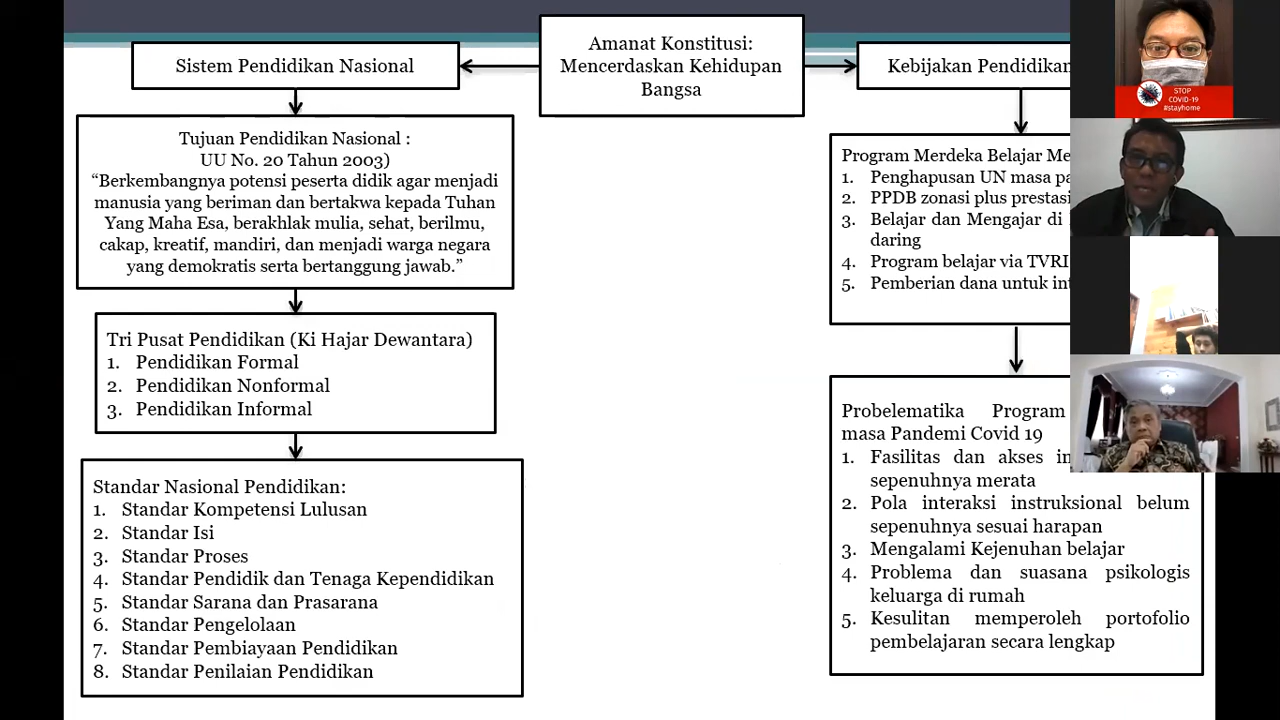 Amanat Konstitusi:
Mencerdaskan Kehidupan
Bangsa
Sistem Pendidikan Nasional
Tujuan Pendidikan Nasional :
UU No. 20 Tahun 2003)
“Berkembangnya potensi peserta didik agar menjadi
manusia yang beriman dan bertakwa kepada Tuhan
Yang Maha Esa, berakhlak mulia, sehat, berilmu,
cakap, kreatif, mandiri, dan menjadi warga negara
yang demokratis serta bertanggung jawab.”
Tri Pusat Pendidikan (Ki Hajar Dewantara)
1. Pendidikan Formal
2. Pendidikan Nonformal
3. Pendidikan Informal
Standar Nasional Pendidikan:
1. Standar Kompetensi Lulusan
2. Standar Isi
3. Standar Proses
4. Standar Pendidik dan Tenaga Kependidikan
5. Standar Sarana dan Prasarana
6. Standar Pengelolaan
7. Standar Pembiayaan Pendidikan
8. Standar Penilaian Pendidikan
Kebijakan Pendidikan
Program Merdeka Belajar
1. Penghapusan UN masa
2. PPDB zonasi plus prestasi
3. Belajar dan Mengajar di
daring
4. Program belajar via TVRI
5. Pemberian dana untuk
Probelematika Program
masa Pandemi Covid 19
1. Fasilitas dan akses
sepenuhnya merata
2. Pola interaksi instruksional belum
sepenuhnya sesuai harapan
3. Mengalami Kejenuhan belajar
4. Problema dan suasana psikologis
keluarga di rumah
5. Kesulitan memperoleh portofolio
pembelajaran secara lengkap
STOP
COVID-19
#stayhome